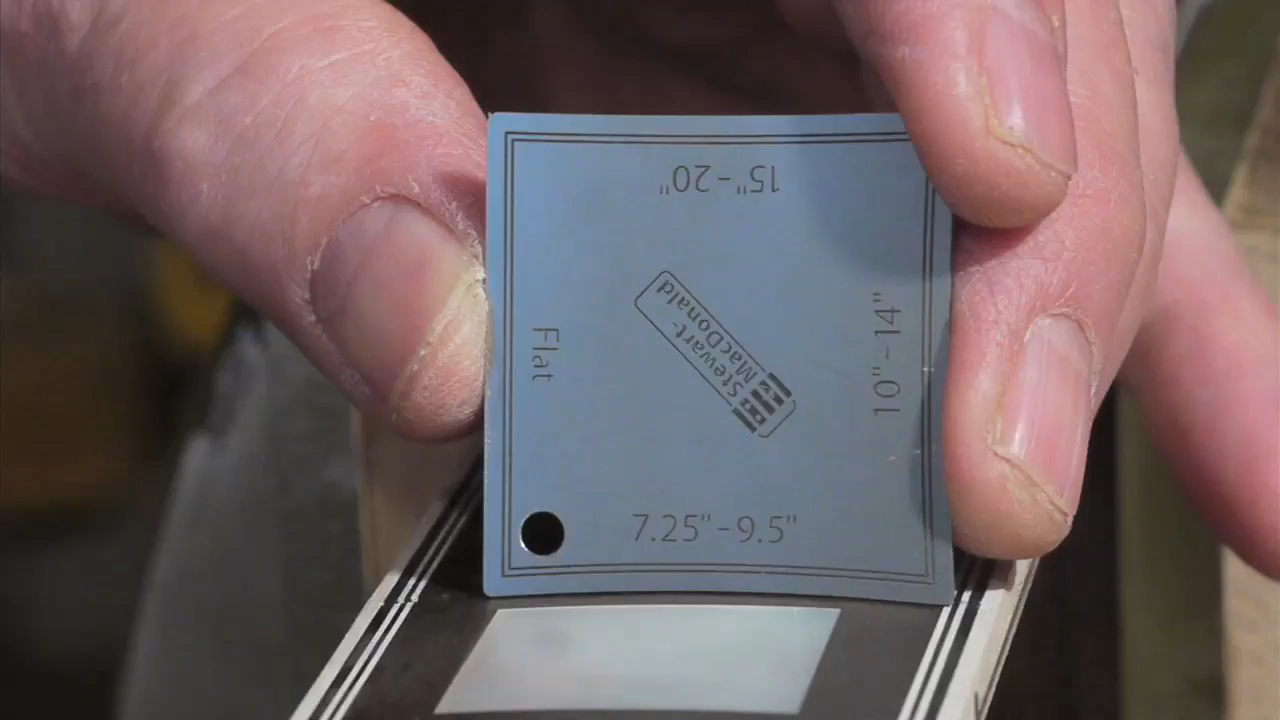 15"-20"
Stewart-
MacDonald
Flat
10"-14"
7.25"-9.5"